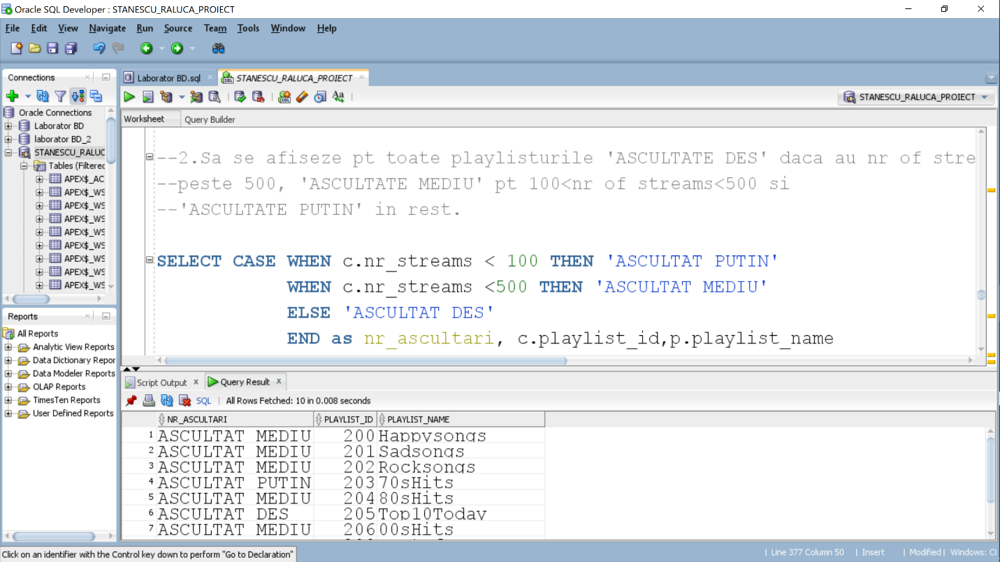 Oracle SQL Developer : STANESCU_RALUCA_PROIECT
File Edit View Navigate Run Source Team Tools Window Help
Connections
Laborator BD.sql
STANESCU_RALUCA_PROIECT
STANESCU_RALUCA_PROIECT
Oracle Connections
Laborator BD
laborator BD_2
STANESCU_RALUC
Tables (Filtered
APEX$_AC
APEX$_WS
APEX$_WS
APEX$_WS
APEX$_WS
APEX$_WS
APEX$_WS
APEX$_WS
APEX$_WS
Worksheet Query Builder
--2.Sa se afiseze pt toate playlisturile 'ASCULTATE DES' daca au nr of stre
--peste 500, 'ASCULTATE MEDIU' pt 100<nr of streams<500 si
--'ASCULTATE PUTIN' in rest.
SELECT CASE WHEN c.nr_streams < 100 THEN 'ASCULTAT PUTIN'
WHEN c.nr_streams <500 THEN 'ASCULTAT MEDIU'
ELSE 'ASCULTAT DES'
END as nr_ascultari, c.playlist_id,p.playlist_name
Reports
All Reports
Analytic View Reports
Data Dictionary Repor
Data Modeler Reports
OLAP Reports
TimesTen Reports
User Defined Reports
Script Output x Query Result x
SQL | All Rows Fetched: 10 in 0.008 seconds
NR_ASCULTARI PLAYLIST_ID PLAYLIST_NAME
1 ASCULTAT MEDIU 200 Happysongs
2 ASCULTAT MEDIU 201 Sadsongs
3 ASCULTAT MEDIU 202 Rocksongs
4 ASCULTAT PUTIN 203 70sHits
5 ASCULTAT MEDIU 204 80sHits
6 ASCULTAT DES 205 Top10Today
7 ASCULTAT MEDIU 206 00sHits
Click on an identifier with the Control key down to perform "Go to Declaration"
| Line 377 Column 50 | Insert | Modified | Windows: Cl